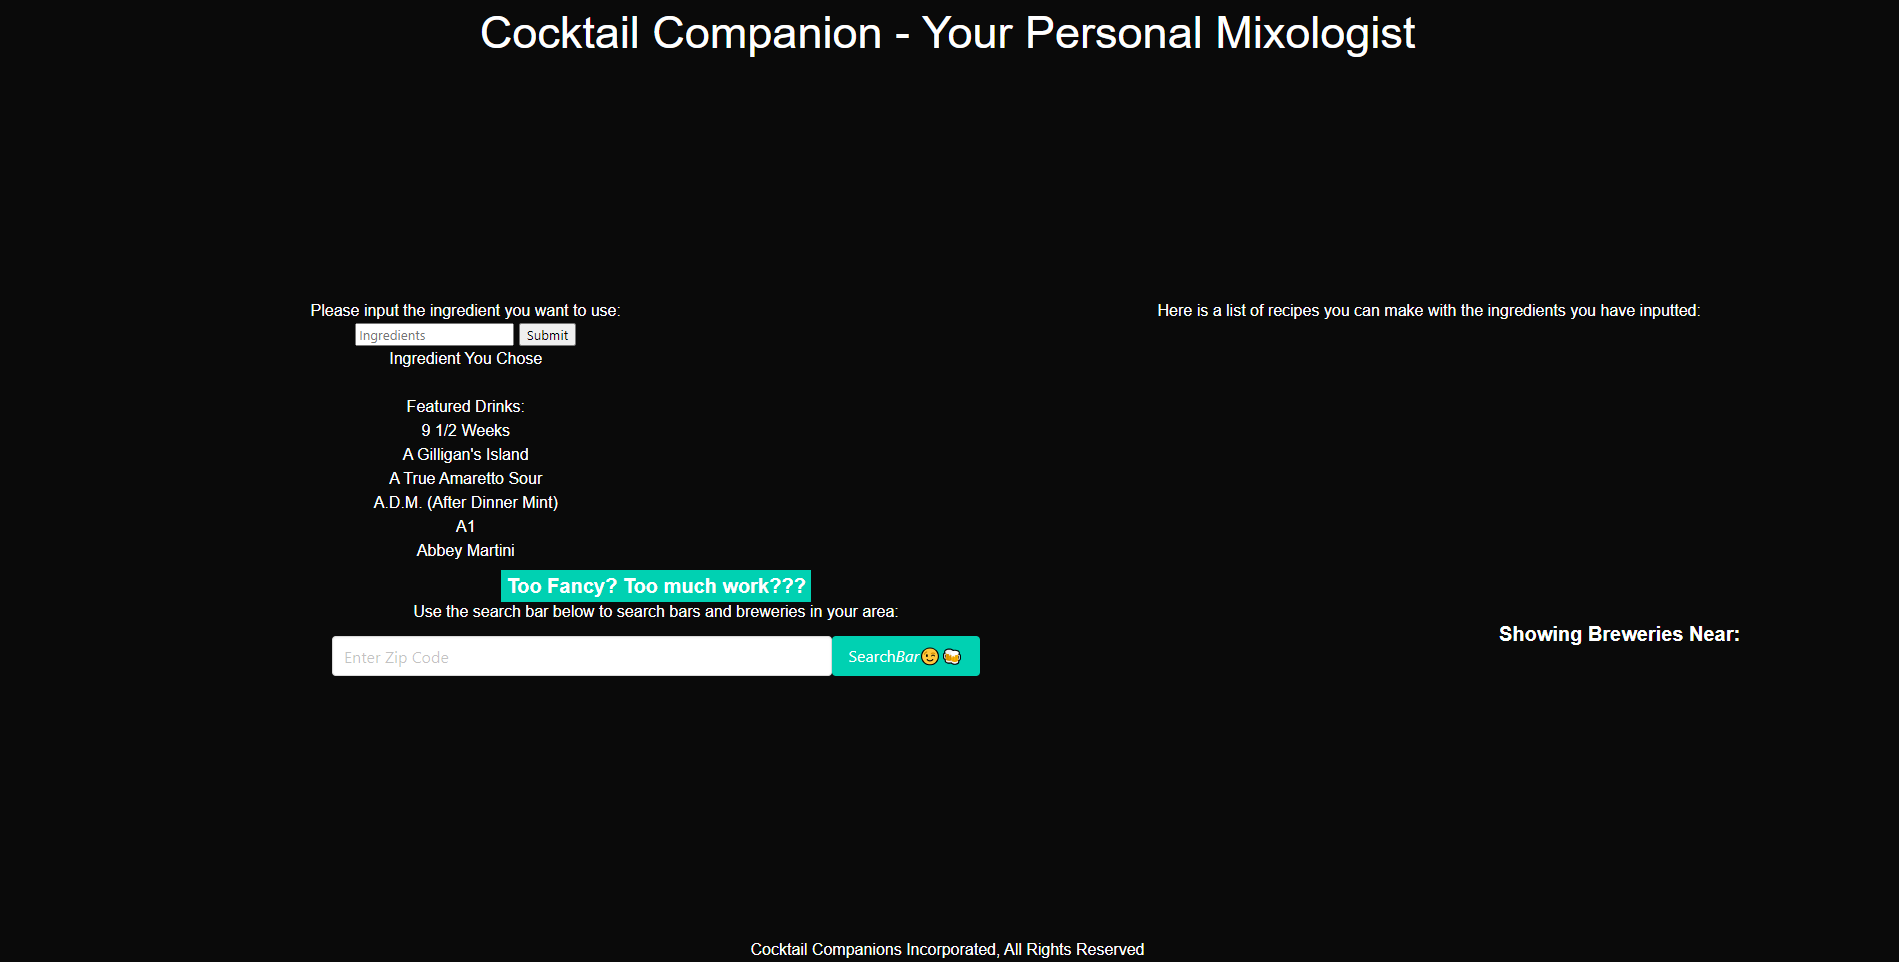 Cocktail Companion - Your Personal Mixologist
Please input the ingredient you want to use:
Ingredients Submit
Ingredient You Chose
Featured Drinks:
9 1/2 Weeks
A Gilligan's Island
A True Amaretto Sour
A.D.M. (After Dinner Mint)
A1
Abbey Martini
Here is a list of recipes you can make with the ingredients you have inputted:
Too Fancy? Too much work???
Use the search bar below to search bars and breweries in your area:
Enter Zip Code SearchBar😉🍻
Showing Breweries Near:
Cocktail Companions Incorporated, All Rights Reserved